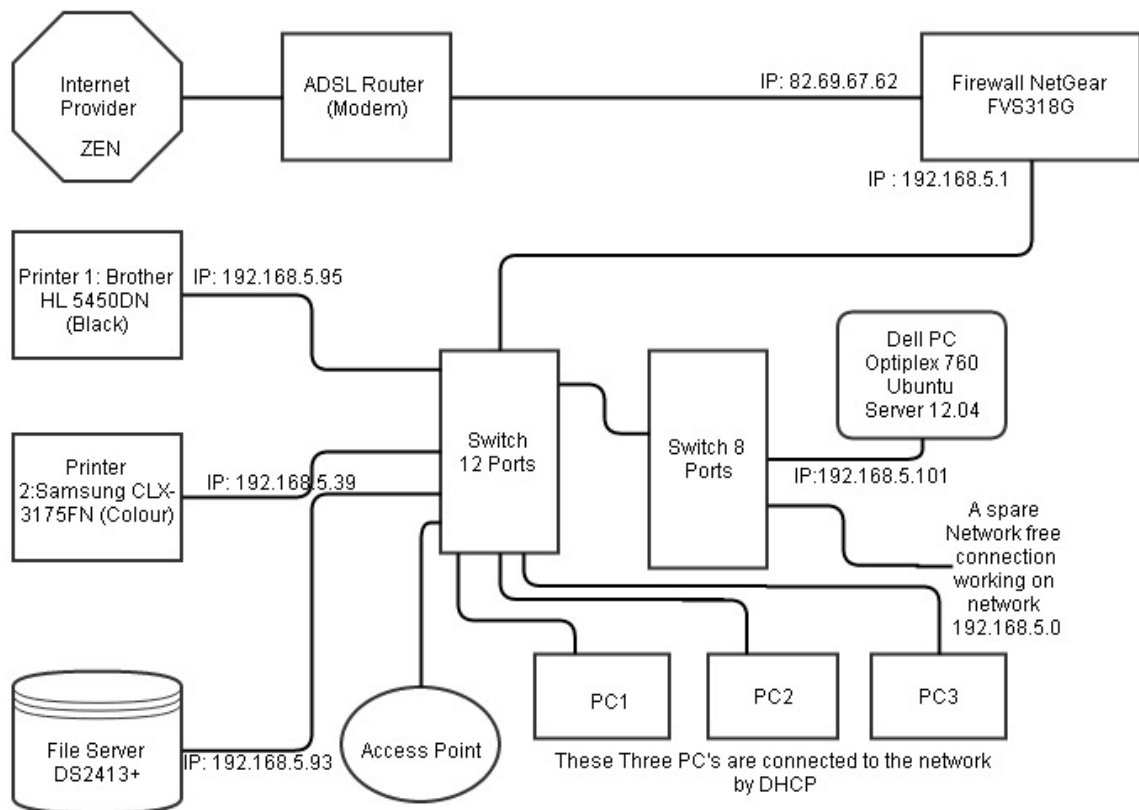 Internet
Provider
ZEN
ADSL Router
(Modem)
IP: 82.69.67.62
Firewall NetGear
FVS318G
IP : 192.168.5.1
Printer 1: Brother
HL 5450DN
(Black)
IP: 192.168.5.95
Dell PC
Optiplex 760
Ubuntu
Server 12.04
Switch
12 Ports
Switch 8
Ports
IP:192.168.5.101
Printer
2:Samsung CLX-
3175FN (Colour)
IP: 192.168.5.39
A spare
Network free
connection
working on
network
192.168.5.0
File Server
DS2413+
IP: 192.168.5.93
Access Point
PC1
PC2
PC3
These Three PC's are connected to the network
by DHCP